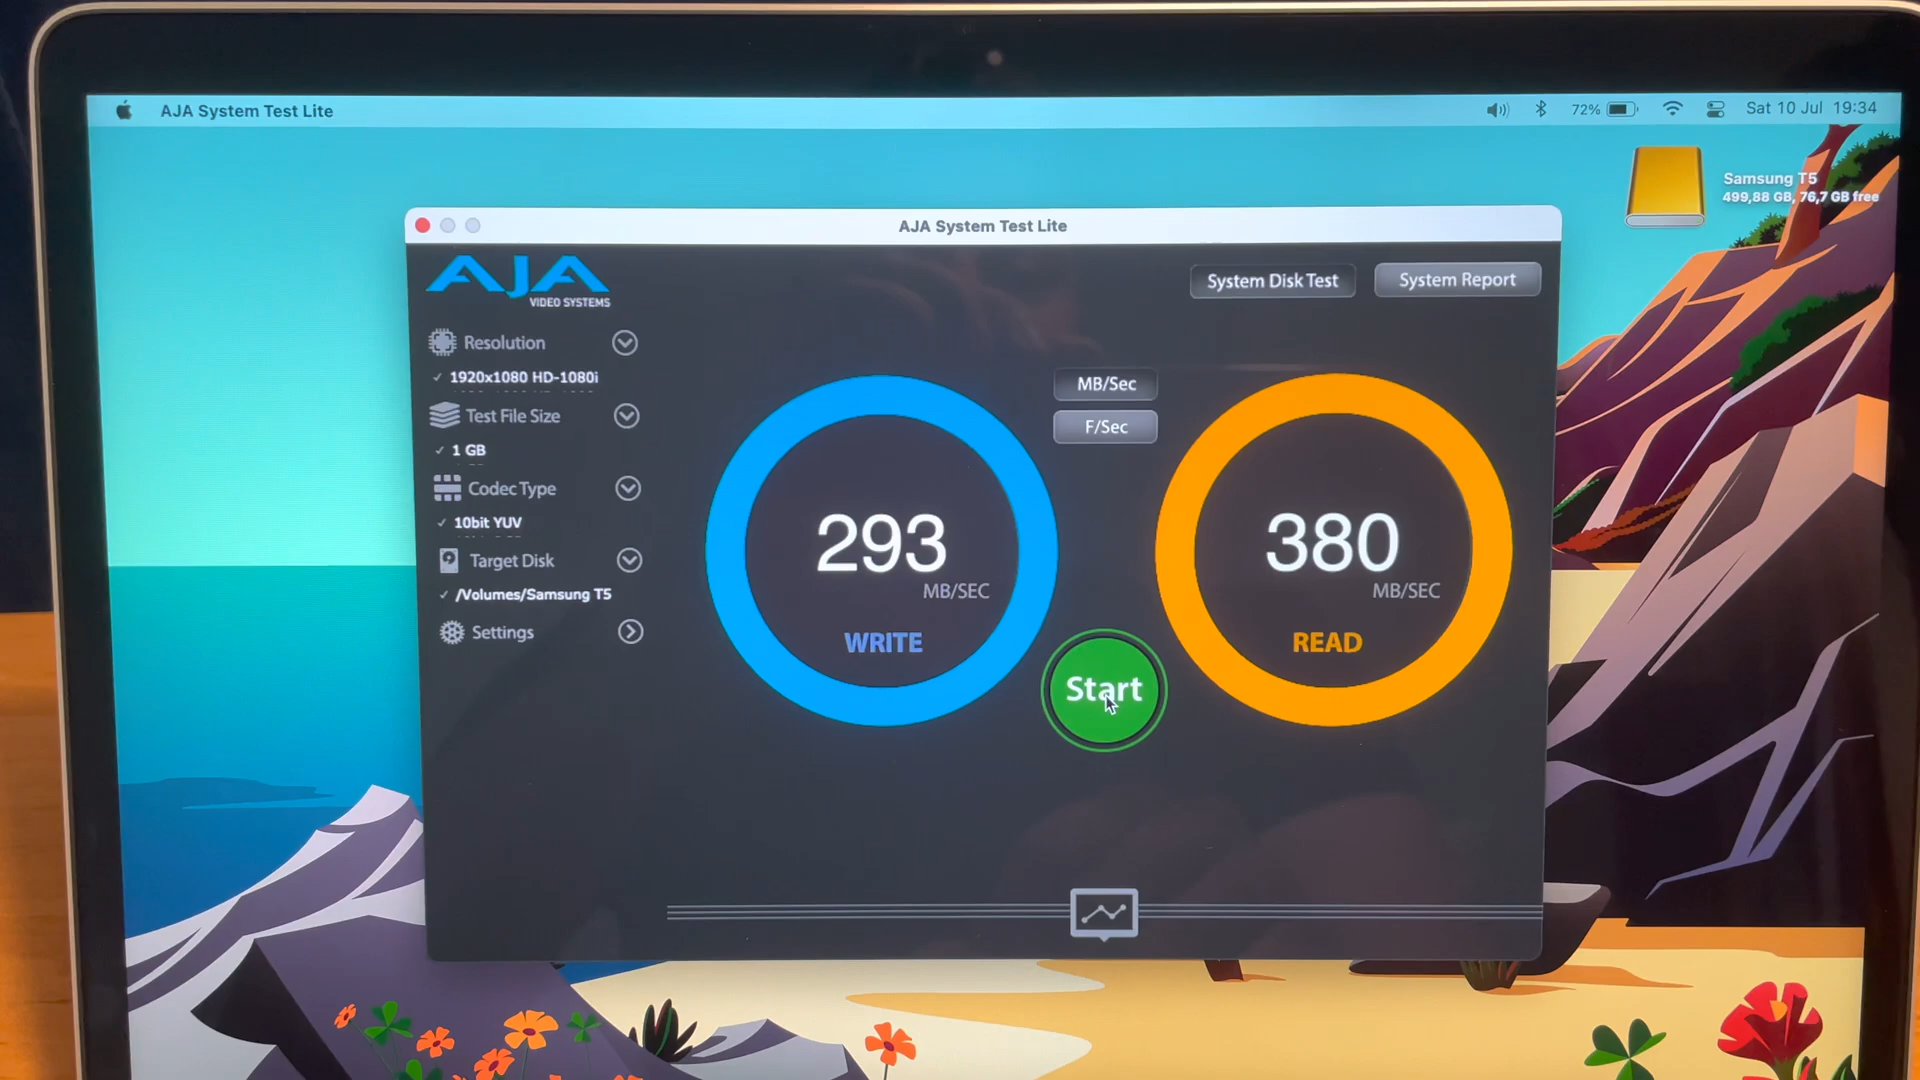 AJA System Test Lite
72%
Sat 10 Jul 19:34
Samsung T5
499,88 GB, 76,7 GB free
AJA System Test Lite
AJA
VIDEO SYSTEMS
System Disk Test
System Report
Resolution
1920x1080 HD-1080i
Test File Size
1 GB
Codec Type
10bit YUV
Target Disk
/Volumes/Samsung T5
Settings
MB/Sec
F/Sec
293
MB/SEC
WRITE
380
MB/SEC
READ
Start